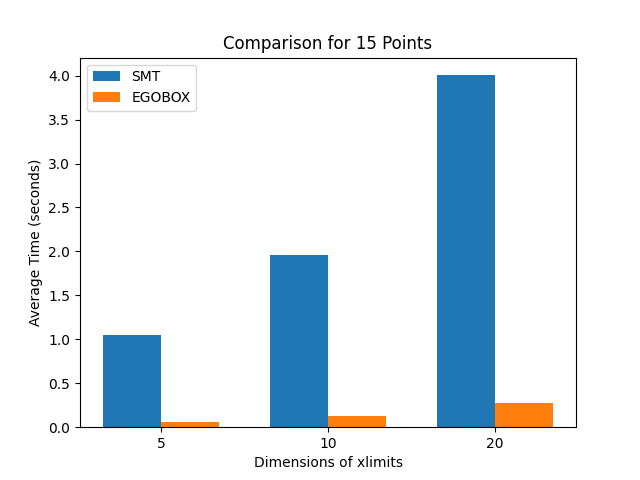 Comparison for 15 Points
SMT
EGOBOX
Average Time (seconds)
4.0
3.5
3.0
2.5
2.0
1.5
1.0
0.5
0.0
5
10
20
Dimensions of xlimits